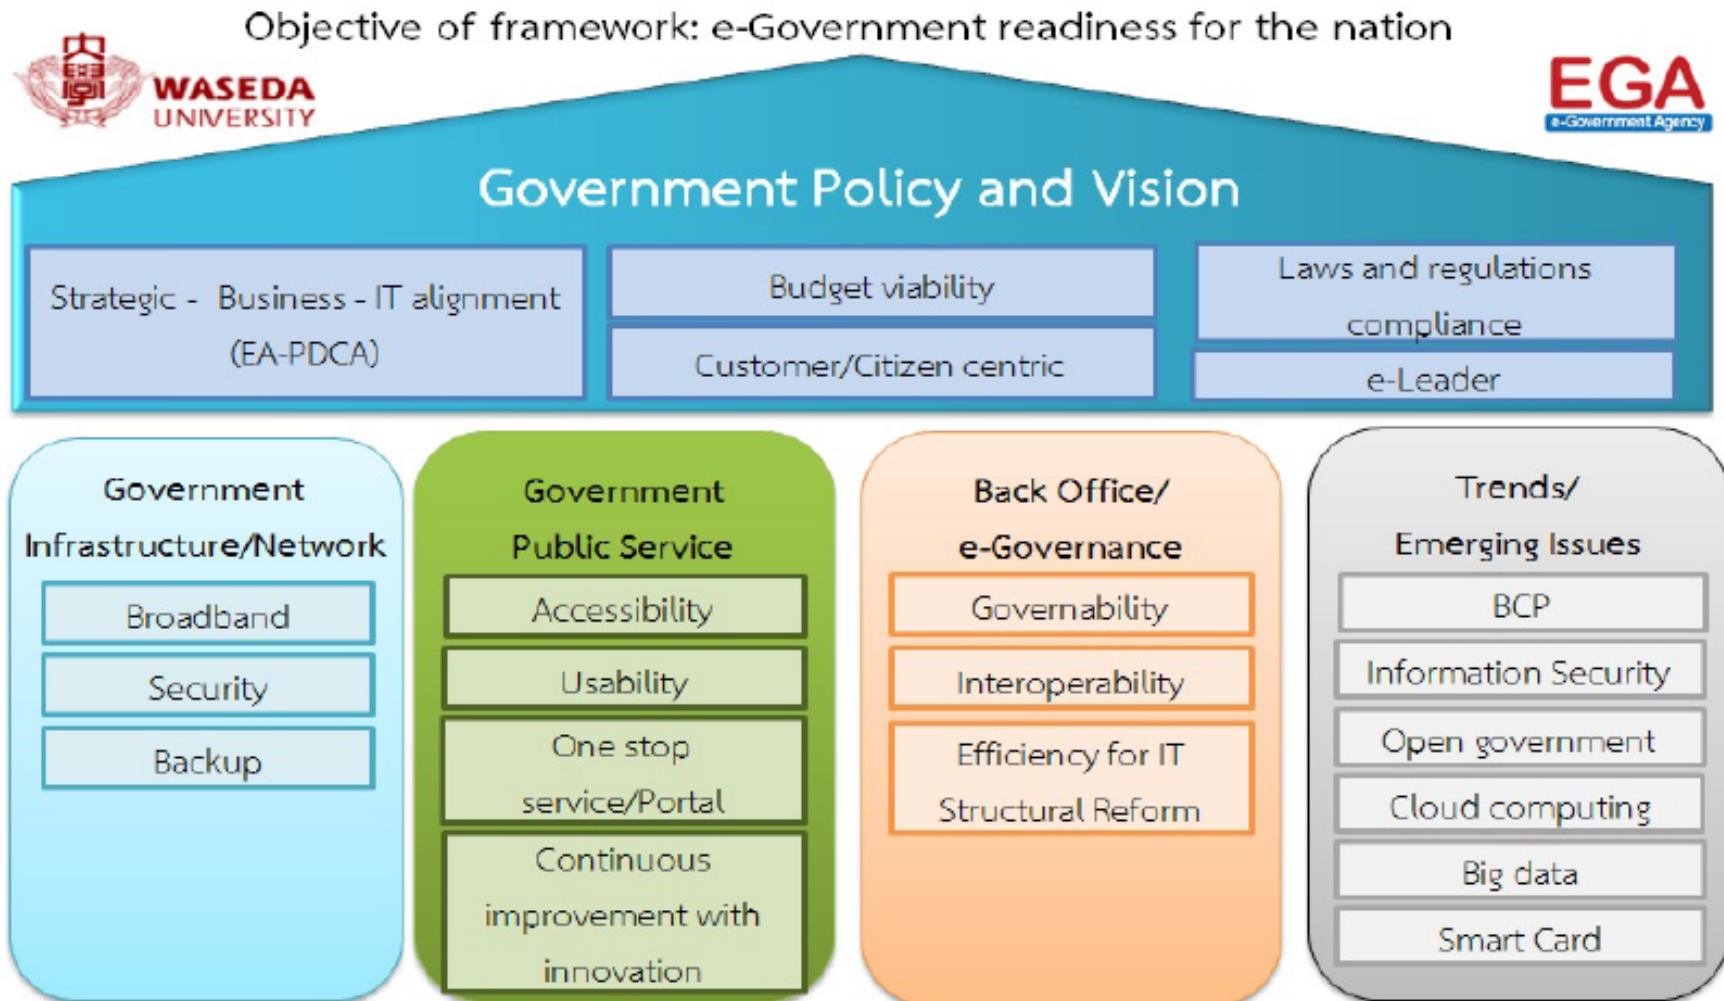 Objective of framework: e-Government readiness for the nation
WASEDA
UNIVERSITY
EGA
e-Government Agency
Government Policy and Vision
Strategic - Business - IT alignment
(EA-PDCA)
Budget viability
Customer/Citizen centric
Laws and regulations
compliance
e-Leader
Government
Infrastructure/Network
Broadband
Security
Backup
Government
Public Service
Accessibility
Usability
One stop
service/Portal
Continuous
improvement with
innovation
Back Office/
e-Governance
Governability
Interoperability
Efficiency for IT
Structural Reform
Trends/
Emerging Issues
BCP
Information Security
Open government
Cloud computing
Big data
Smart Card